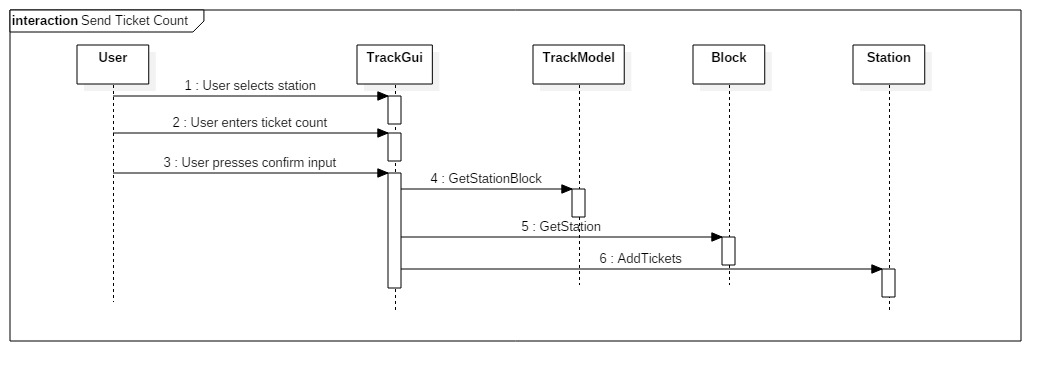 interaction Send Ticket Count
User TrackGui TrackModel Block Station
1 : User selects station
2 : User enters ticket count
3 : User presses confirm input
4 : GetStationBlock
5 : GetStation
6 : AddTickets